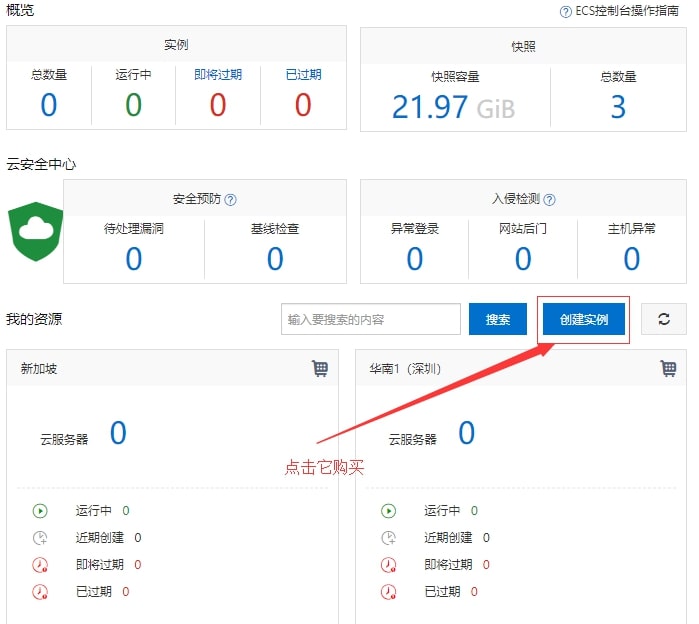 概览
ECS控制台操作指南
实例
快照
总数量
运行中
即将过期
已过期
快照容量
总数量
0
0
0
0
21.97 GiB
3
云安全中心
安全预防
入侵检测
待处理漏洞
基线检查
异常登录
网站后门
主机异常
0
0
0
0
0
我的资源
输入要搜索的内容
搜索
创建实例
新加坡
华南1（深圳）
云服务器 0
云服务器 0
点击它购买
运行中 0
近期创建 0
即将过期 0
已过期 0
运行中 0
近期创建 0
即将过期 0
已过期 0